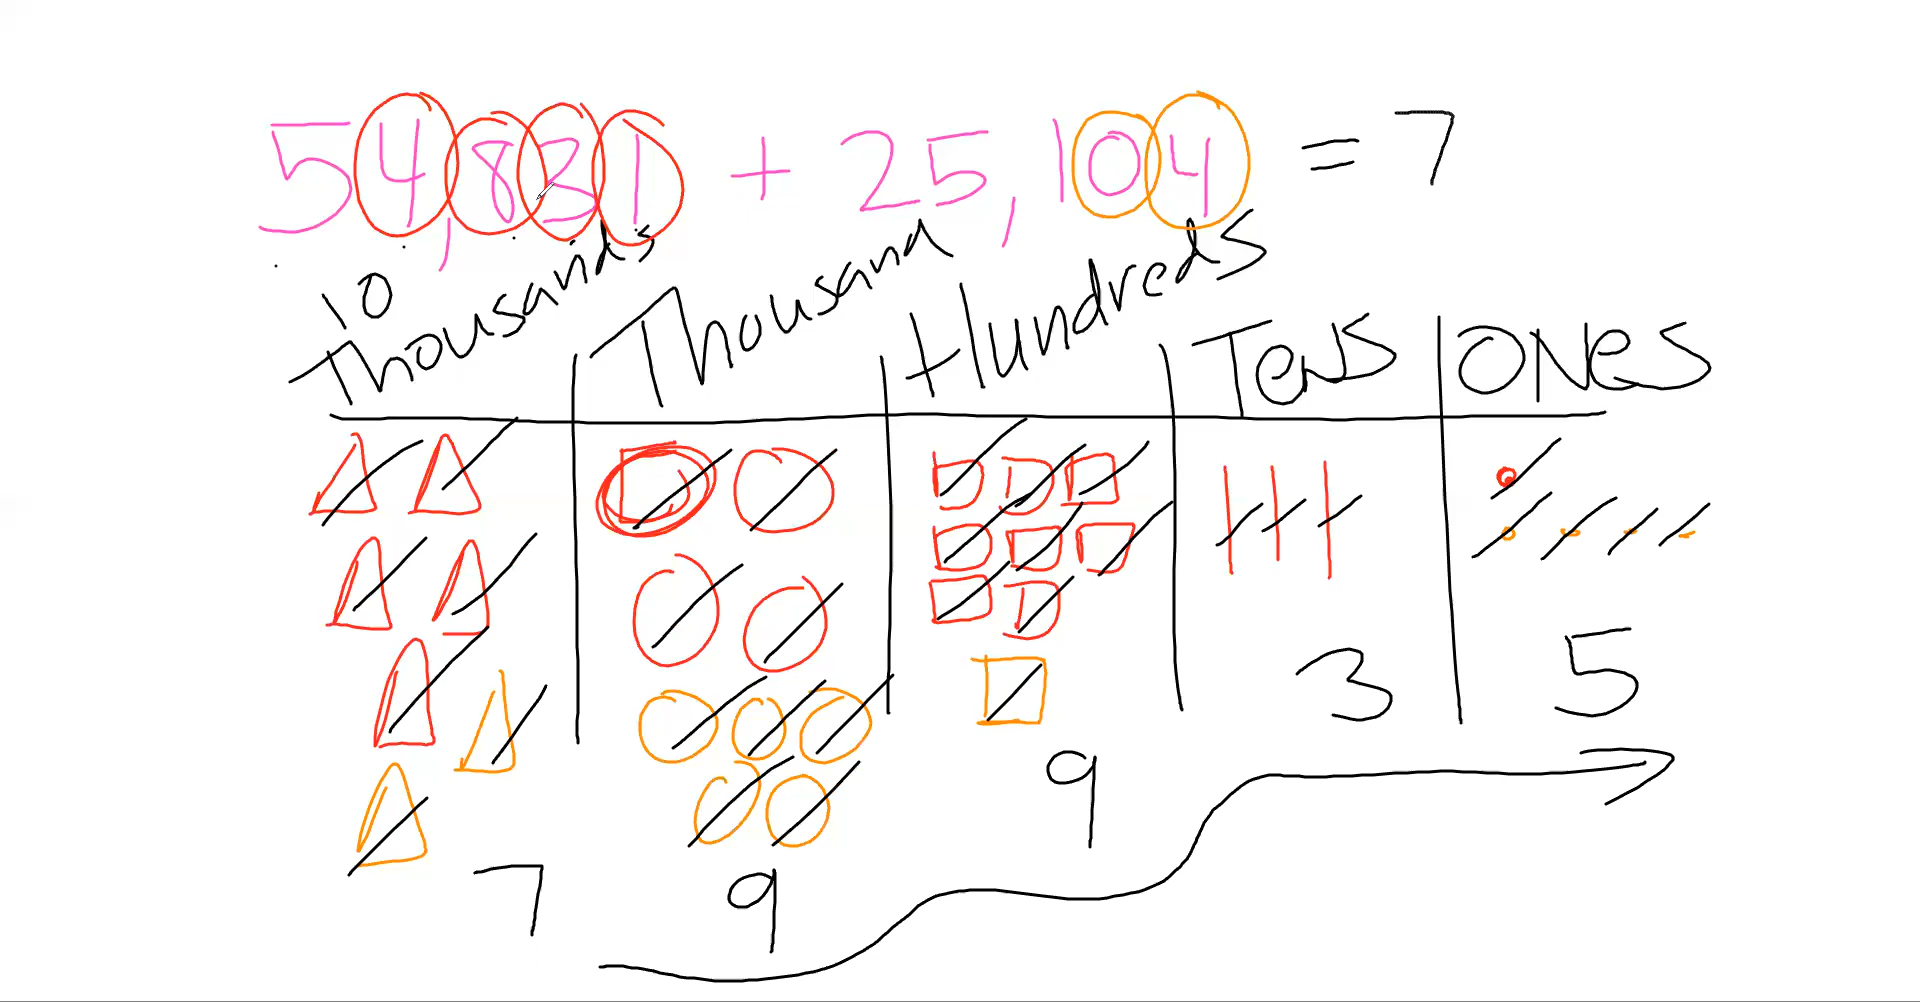 54,831 + 25,104 = 7
10 Thousands Thousand Hundreds Tens ONes
3 5
9
7 9